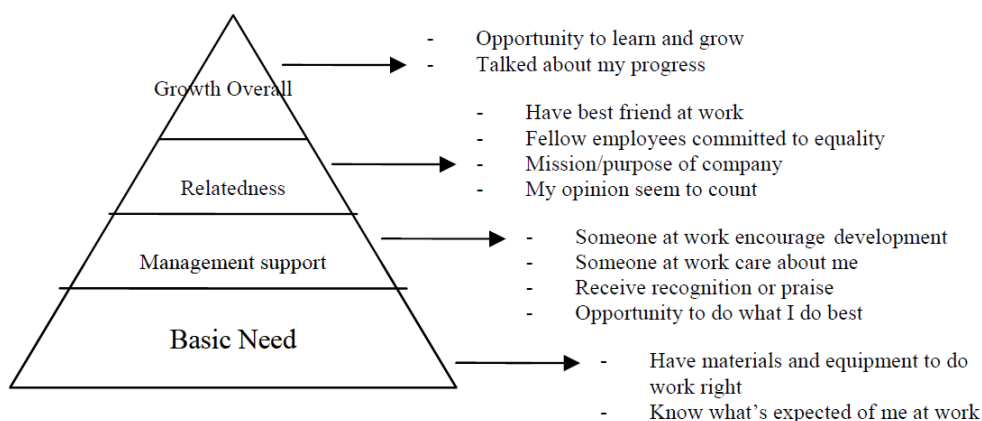 - Opportunity to learn and grow
- Talked about my progress
Growth Overall
- Have best friend at work
- Fellow employees committed to equality
- Mission/purpose of company
- My opinion seem to count
Relatedness
- Someone at work encourage development
- Someone at work care about me
- Receive recognition or praise
- Opportunity to do what I do best
Management support
Basic Need
- Have materials and equipment to do
work right
- Know what's expected of me at work